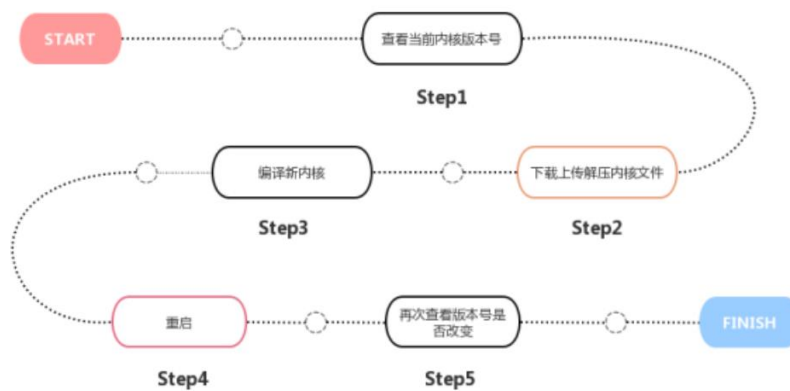 START
查看当前内核版本号
Step1
编译新内核
下载上传解压内核文件
Step3
Step2
重启
再次查看版本号是
否改变
FINISH
Step4
Step5